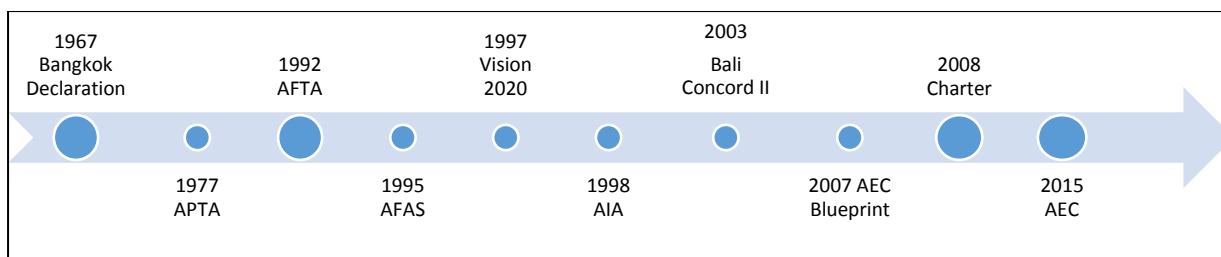 1967
Bangkok
Declaration
1977
APTA
1992
AFTA
1995
AFAS
1997
Vision
2020
1998
AIA
2003
Bali
Concord II
2007 AEC
Blueprint
2008
Charter
2015
AEC